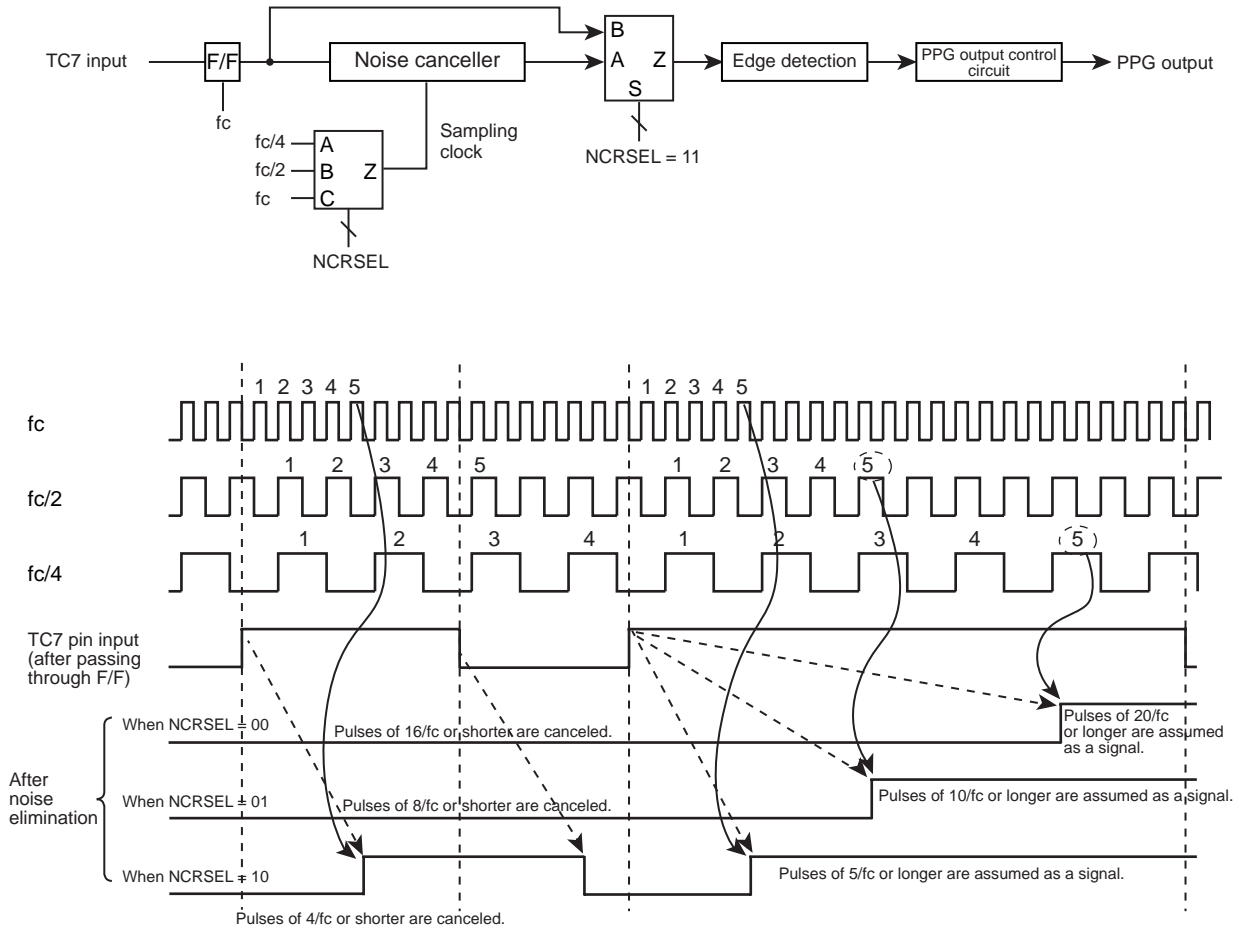 TC7 input
F/F
fc
Noise canceller
B
A Z
S
NCRSEL = 11
Edge detection
PPG output control
circuit
PPG output
Sampling
clock
fc/4
fc/2
fc
A
B Z
C
NCRSEL
1 2 3 4 5 1 2 3 4 5
fc
1 2 3 4 5 1 2 3 4 5
fc/2
1 2 3 4 1 2 3 4 5
fc/4
TC7 pin input
(after passing
through F/F)
When NCRSEL = 00
Pulses of 16/fc or shorter are canceled.
Pulses of 20/fc
or longer are assumed
as a signal.
After
noise
elimination
When NCRSEL = 01
Pulses of 8/fc or shorter are canceled.
Pulses of 10/fc or longer are assumed as a signal.
When NCRSEL = 10
Pulses of 5/fc or longer are assumed as a signal.
Pulses of 4/fc or shorter are canceled.